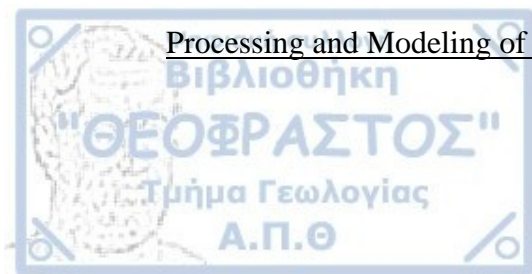 Processing and Modeling of
Βιβλιοθήκη
"ΘΕΟΦΡΑΣΤΟΣ"
Τμήμα Γεωλογίας
Α.Π.Θ